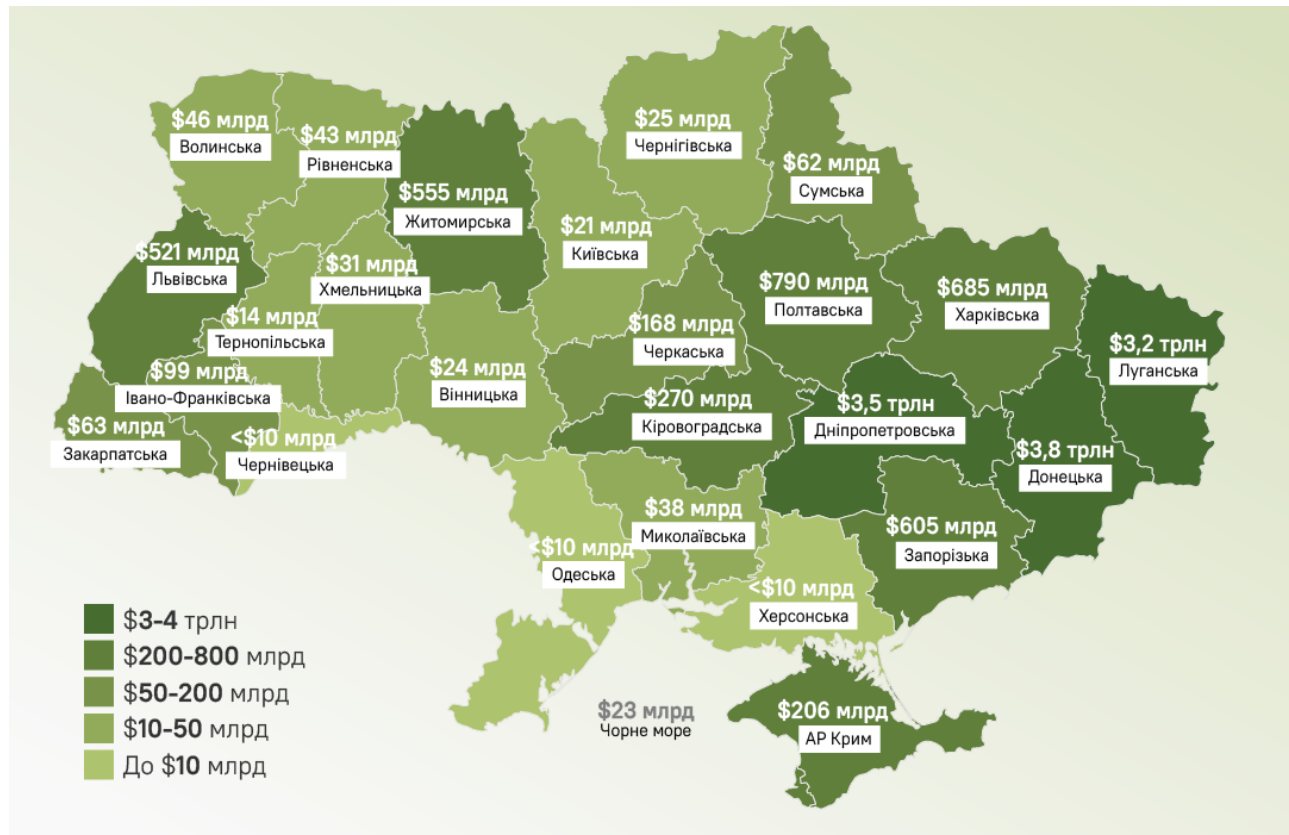 $46 млрд
Волинська
$43 млрд
Рівненська
$555 млрд
Житомирська
$25 млрд
Чернігівська
$62 млрд
Сумська
$21 млрд
Київська
$521 млрд
Львівська
$31 млрд
Хмельницька
$14 млрд
Тернопільська
$790 млрд
Полтавська
$685 млрд
Харківська
$168 млрд
Черкаська
$3,2 трлн
Луганська
$99 млрд
Івано-Франківська
$24 млрд
Вінницька
$270 млрд
Кіровоградська
$3,5 трлн
Дніпропетровська
$63 млрд
Закарпатська
<$10 млрд
Чернівецька
$3,8 трлн
Донецька
$38 млрд
Миколаївська
$605 млрд
Запорізька
<$10 млрд
Одеська
<$10 млрд
Херсонська
$23 млрд
Чорне море
$206 млрд
АР Крим
$3-4 трлн
$200-800 млрд
$50-200 млрд
$10-50 млрд
До $10 млрд